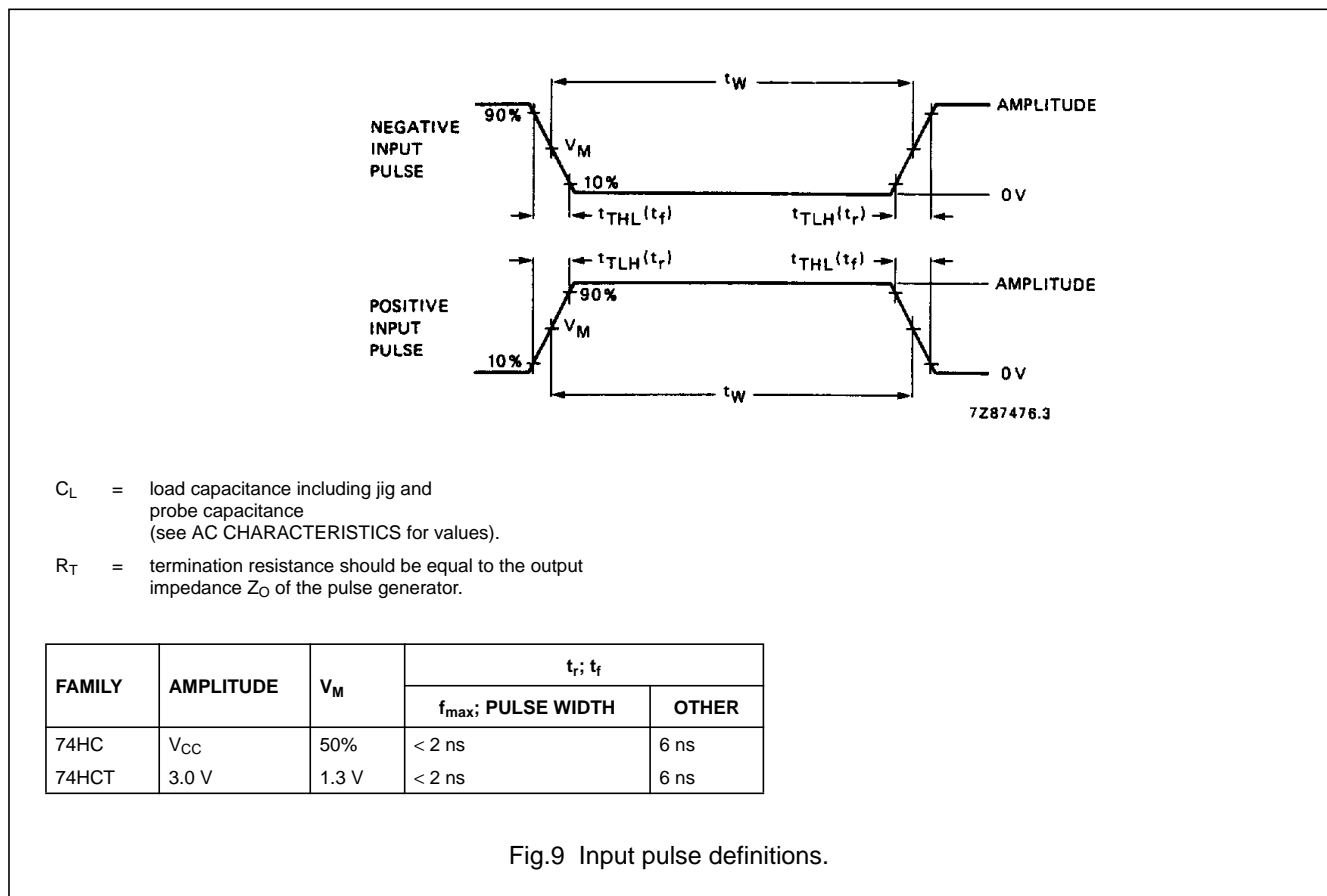 tW
90%
NEGATIVE
INPUT
PULSE
VM
10%
AMPLITUDE
0 V
tTHL(tf)
tTLH(tr)
tTLH(tr)
tTHL(tf)
POSITIVE
INPUT
PULSE
90%
VM
10%
AMPLITUDE
0 V
tW
7Z87476.3
CL = load capacitance including jig and
probe capacitance
(see AC CHARACTERISTICS for values).
RT = termination resistance should be equal to the output
impedance ZO of the pulse generator.
FAMILY AMPLITUDE VM tr; tf
fmax; PULSE WIDTH OTHER
74HC VCC 50% < 2 ns 6 ns
74HCT 3.0 V 1.3 V < 2 ns 6 ns
Fig.9 Input pulse definitions.